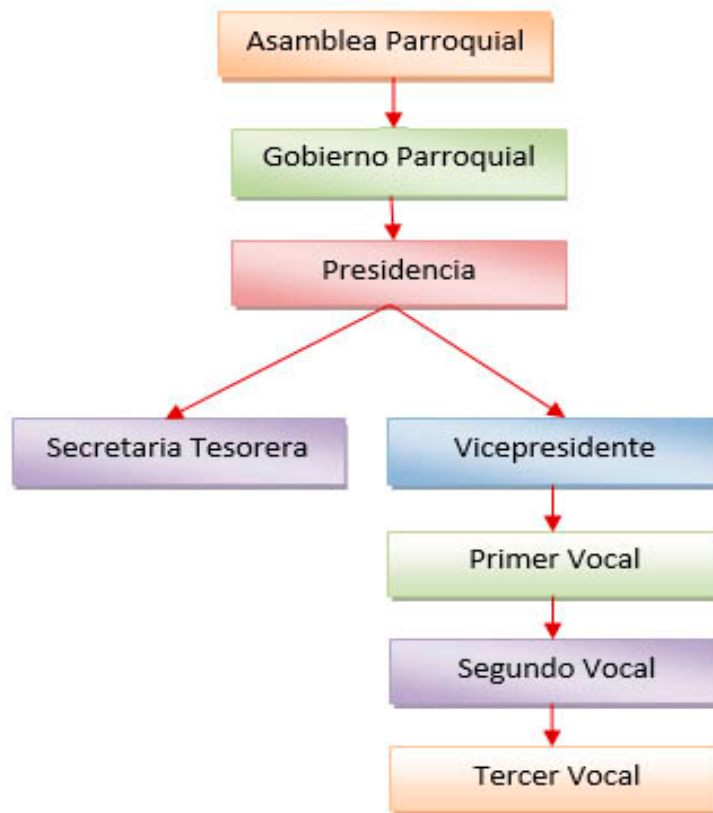 Asamblea Parroquial
Gobierno Parroquial
Presidencia
Secretaria Tesorera
Vicepresidente
Primer Vocal
Segundo Vocal
Tercer Vocal